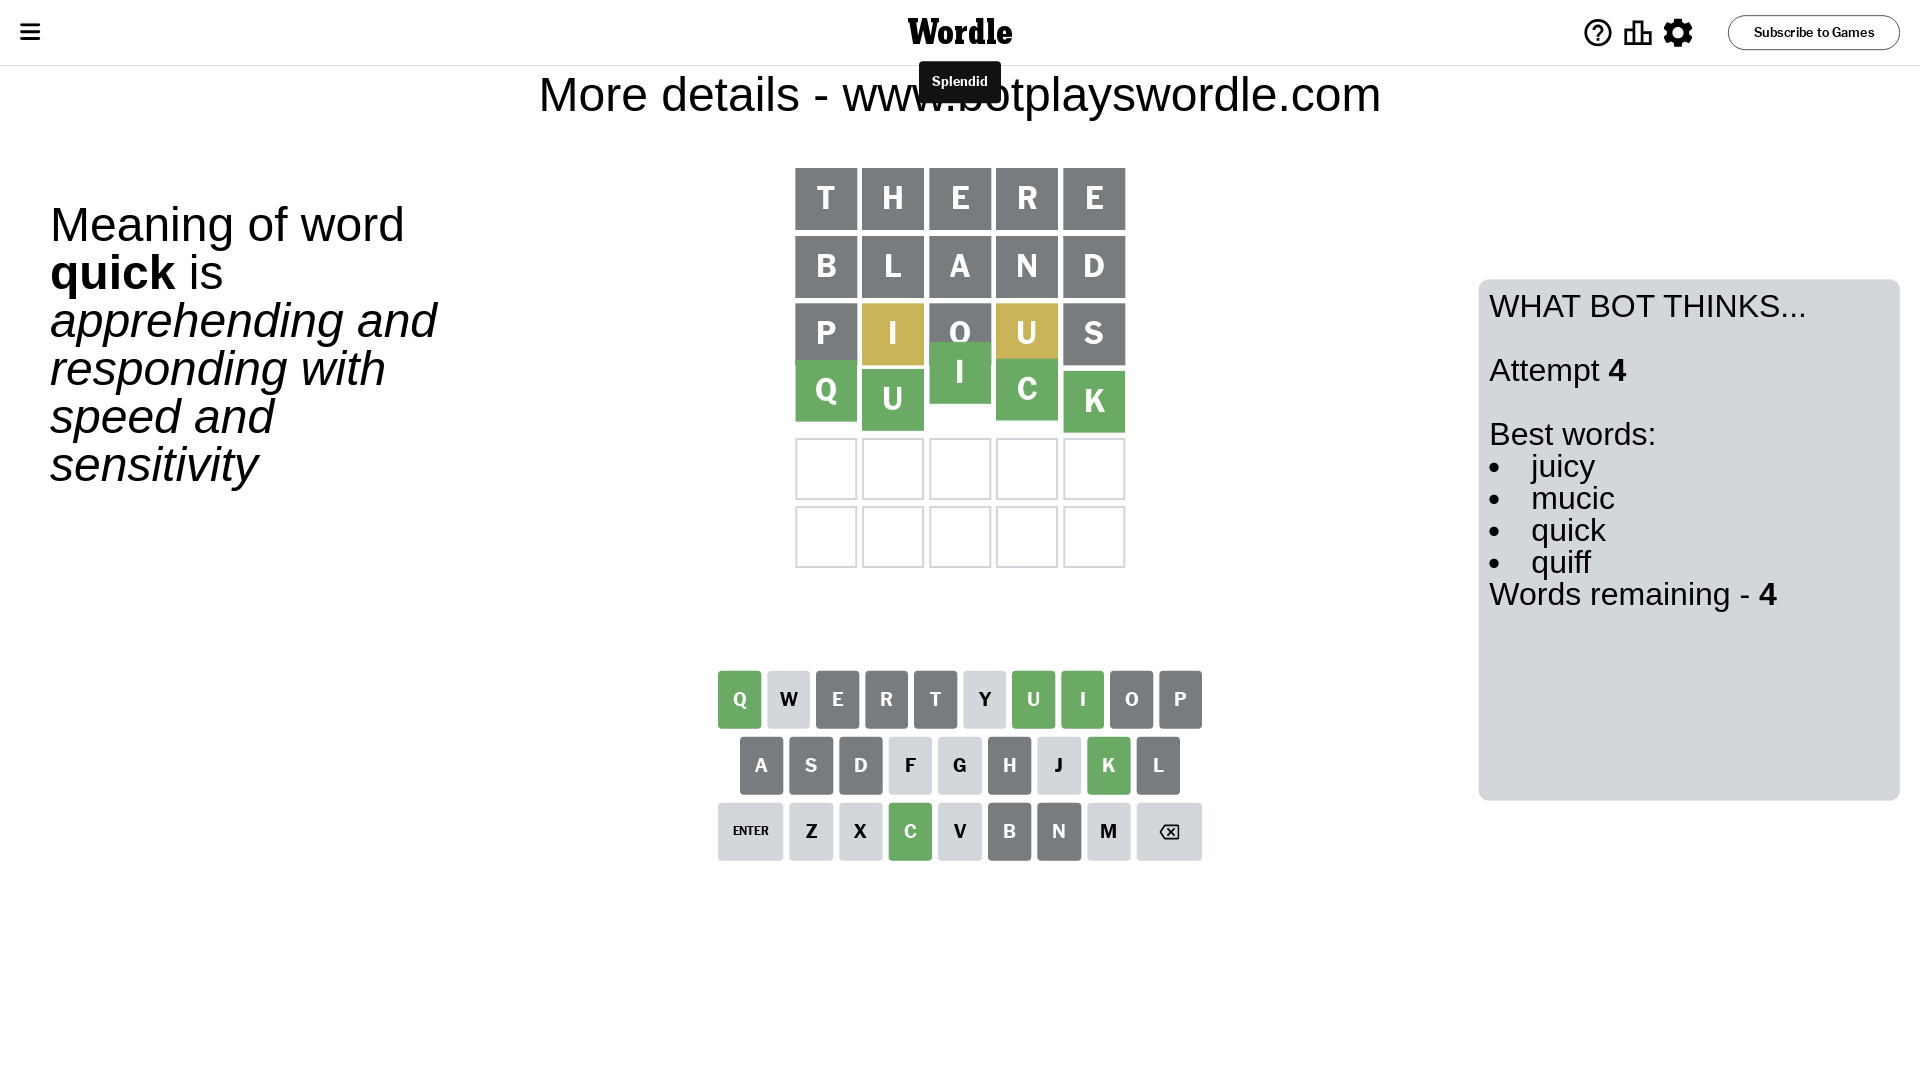 Wordle
Subscribe to Games
Splendid
More details - www.botplayswordle.com
Meaning of word
quick is
apprehending and
responding with
speed and
sensitivity
T H E R E
B L A N D
P I O U S
Q U I C K
WHAT BOT THINKS...
Attempt 4
Best words:
• juicy
• mucic
• quick
• quiff
Words remaining - 4
Q W E R T Y U I O P
A S D F G H J K L
ENTER Z X C V B N M